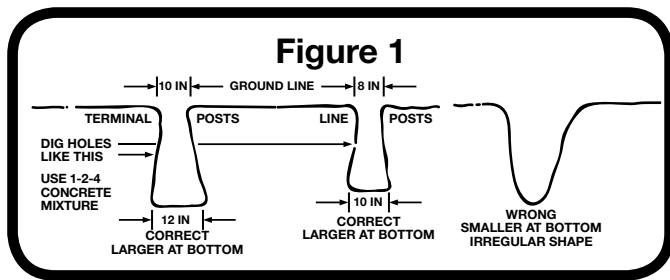 Figure 1
10 IN GROUND LINE 8 IN
TERMINAL POSTS LINE POSTS
DIG HOLES
LIKE THIS
USE 1-2-4
CONCRETE
MIXTURE
12 IN
CORRECT
LARGER AT BOTTOM
10 IN
CORRECT
LARGER AT BOTTOM
WRONG
SMALLER AT BOTTOM
IRREGULAR SHAPE